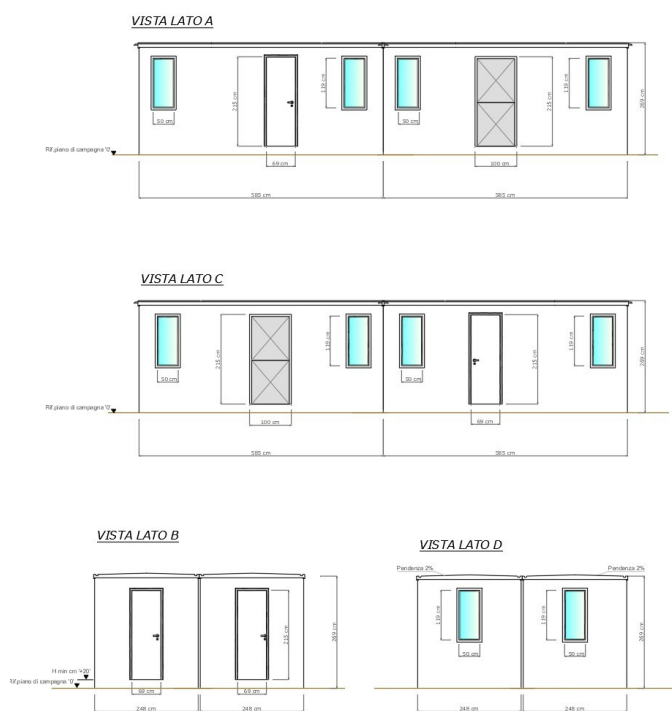 VISTA LATO A
119 cm
215 cm
119 cm
215 cm
119 cm
269 cm
50 cm
50 cm
Rif.piano di campagna '0'
69 cm
100 cm
585 cm
585 cm
VISTA LATO C
215 cm
119 cm
215 cm
119 cm
269 cm
50 cm
50 cm
Rif.piano di campagna '0'
100 cm
69 cm
585 cm
585 cm
VISTA LATO B
215 cm
269 cm
H min cm '+20'
Rif.piano di campagna '0'
69 cm
69 cm
248 cm
248 cm
VISTA LATO D
Pendenza 2%
Pendenza 2%
119 cm
119 cm
269 cm
50 cm
50 cm
248 cm
248 cm